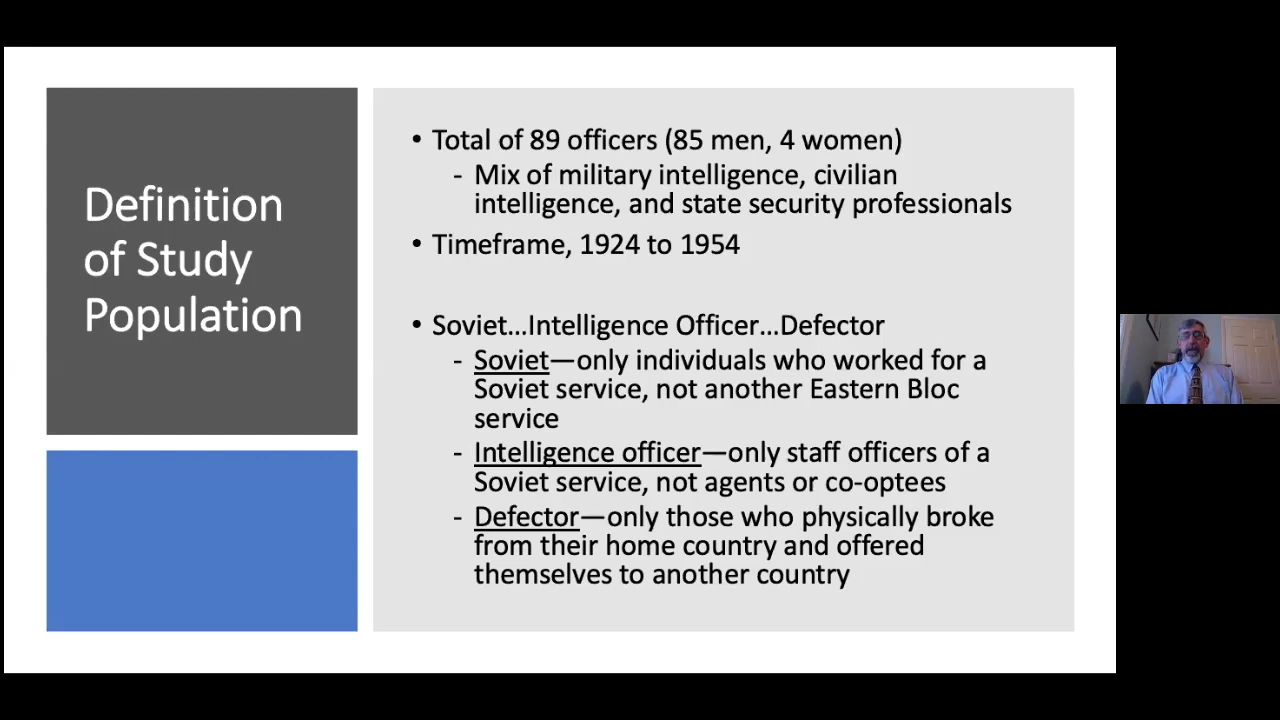 Definition
of Study
Population
• Total of 89 officers (85 men, 4 women)
- Mix of military intelligence, civilian
intelligence, and state security professionals
• Timeframe, 1924 to 1954
• Soviet...Intelligence Officer...Defector
- Soviet—only individuals who worked for a
Soviet service, not another Eastern Bloc
service
- Intelligence officer—only staff officers of a
Soviet service, not agents or co-optees
- Defector—only those who physically broke
from their home country and offered
themselves to another country